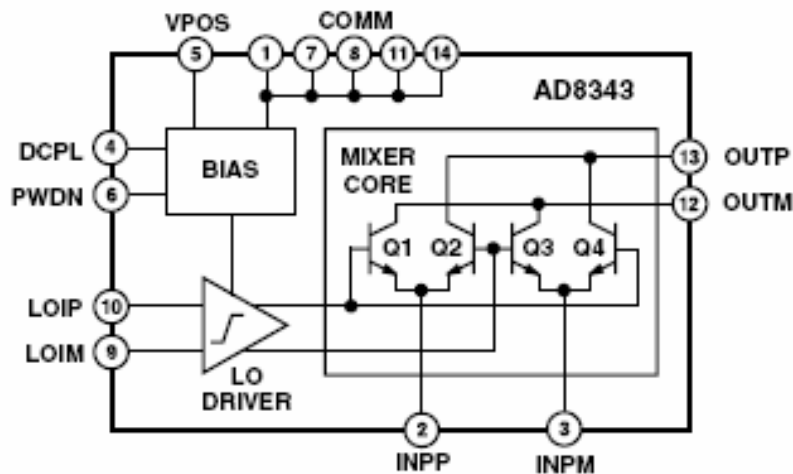 VPOS COMM
5 1 7 8 11 14
AD8343
DCPL 4
BIAS
MIXER
CORE
13 OUTP
PWDN 6
12 OUTM
Q1 Q2 Q3 Q4
LOIP 10
LOIM 9
LO
DRIVER
2 3
INPP INPM